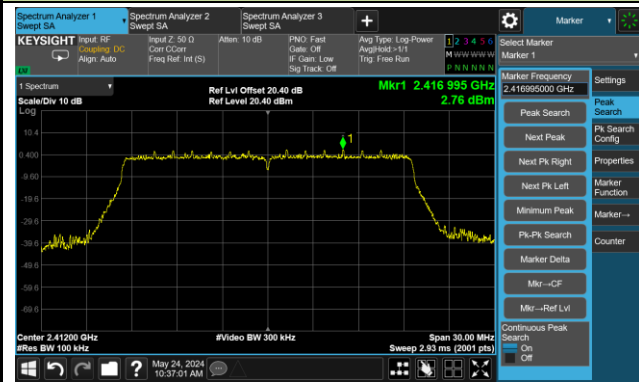 Spectrum Analyzer 1
Swept SA
Spectrum Analyzer 2
Swept SA
Spectrum Analyzer 3
Swept SA
+
Marker
KEYSIGHT
Input: RF
Coupling: DC
Align: Auto
Input Z: 50 Ω
Corr CCorr
Freq Ref: Int (S)
Atten: 10 dB
PNO: Fast
Gate: Off
IF Gain: Low
Sig Track: Off
Avg Type: Log-Power
Avg|Hold:>1/1
Trig: Free Run
1 2 3 4 5 6
M W W W W W
P N N N N N
Select Marker
Marker 1
LW
1 Spectrum
Scale/Div 10 dB
Log
Ref Lvl Offset 20.40 dB
Ref Level 20.40 dBm
Mkr1 2.416 995 GHz
2.76 dBm
Marker Frequency
2.416995000 GHz
Peak Search
Next Peak
Next Pk Right
Next Pk Left
Minimum Peak
Pk-Pk Search
Marker Delta
Mkr→CF
Mkr→Ref Lvl
Continuous Peak
Search
On
Off
Settings
Peak
Search
Pk Search
Config
Properties
Marker
Function
Marker→
Counter
10.4
0.400
-9.60
-19.6
-29.6
-39.6
-49.6
-59.6
-69.6
1
Center 2.41200 GHz
#Res BW 100 kHz
#Video BW 300 kHz
Span 30.00 MHz
Sweep 2.93 ms (2001 pts)
?
May 24, 2024
10:37:01 AM